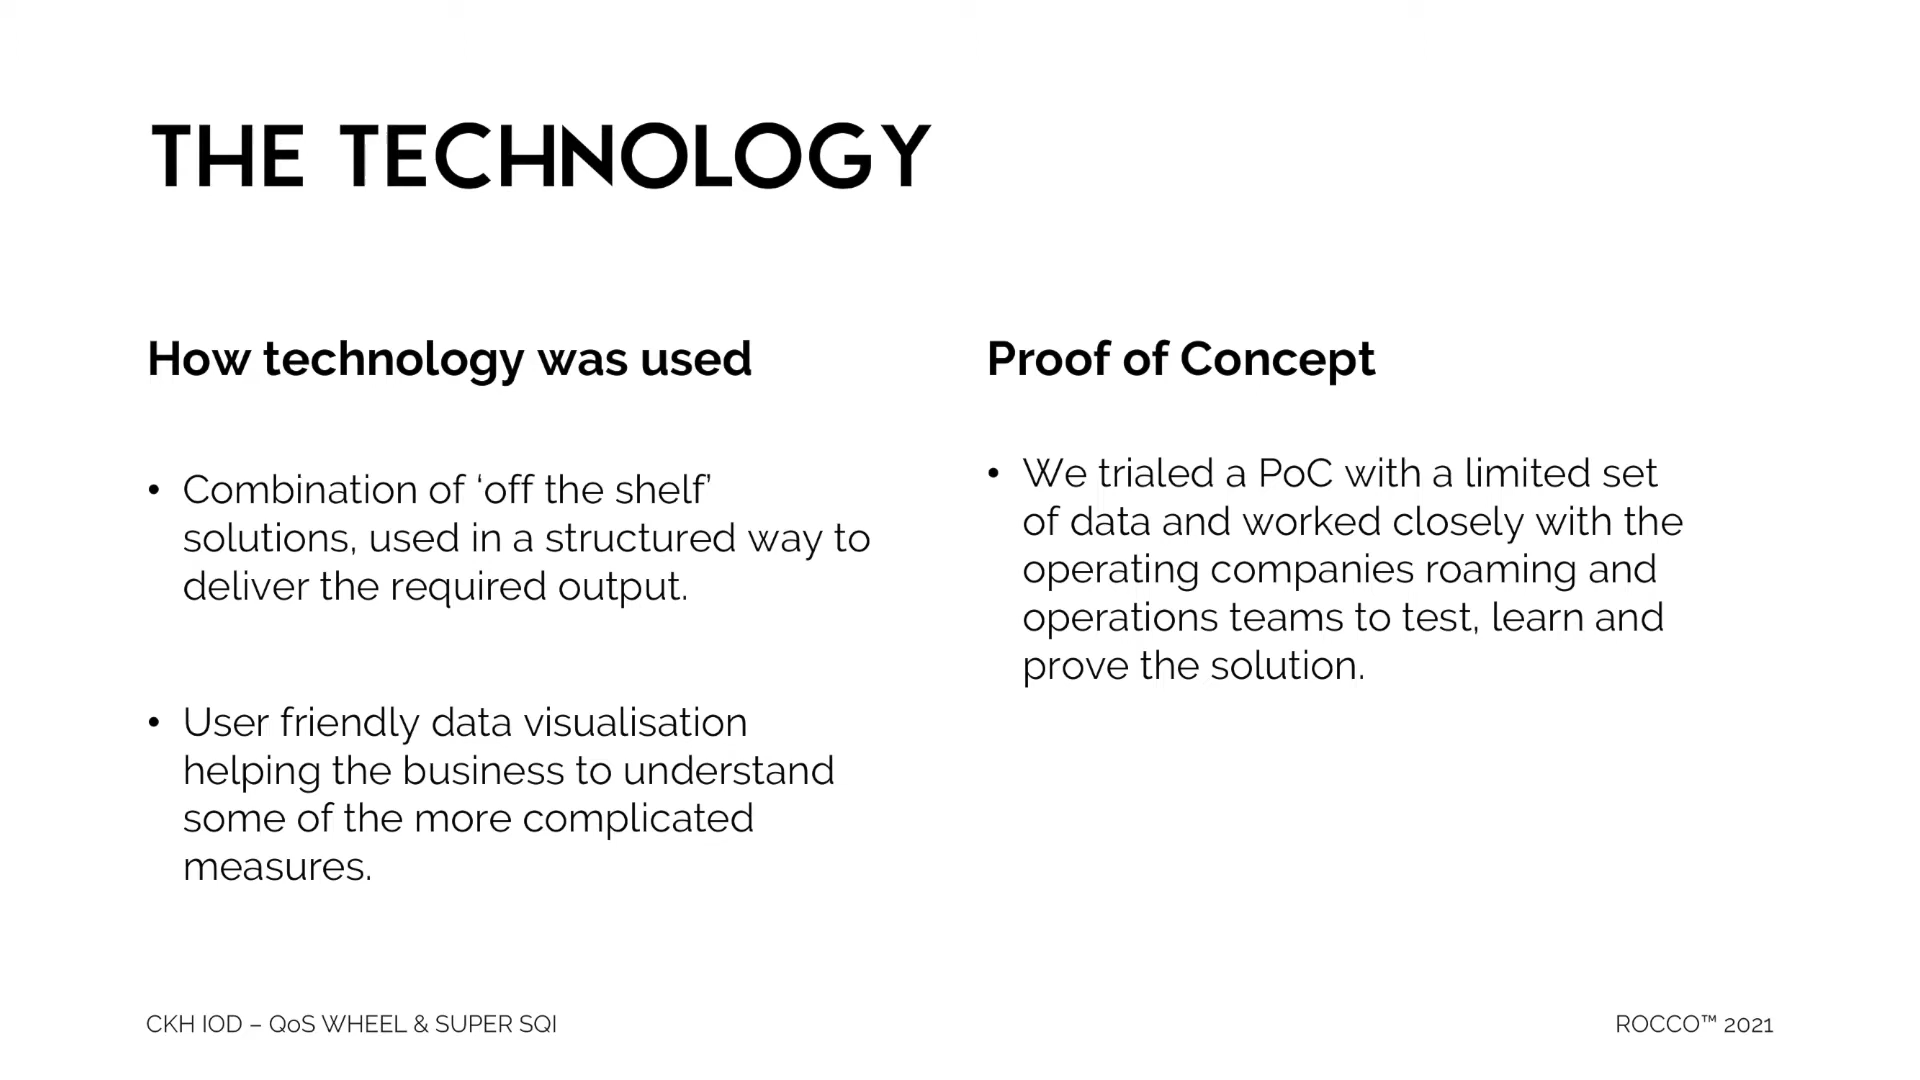 THE TECHNOLOGY
How technology was used
• Combination of ‘off the shelf’
solutions, used in a structured way to
deliver the required output.
• User friendly data visualisation
helping the business to understand
some of the more complicated
measures.
Proof of Concept
• We trialed a PoC with a limited set
of data and worked closely with the
operating companies roaming and
operations teams to test, learn and
prove the solution.
CKH IOD – QoS WHEEL & SUPER SQI
ROCCO™ 2021